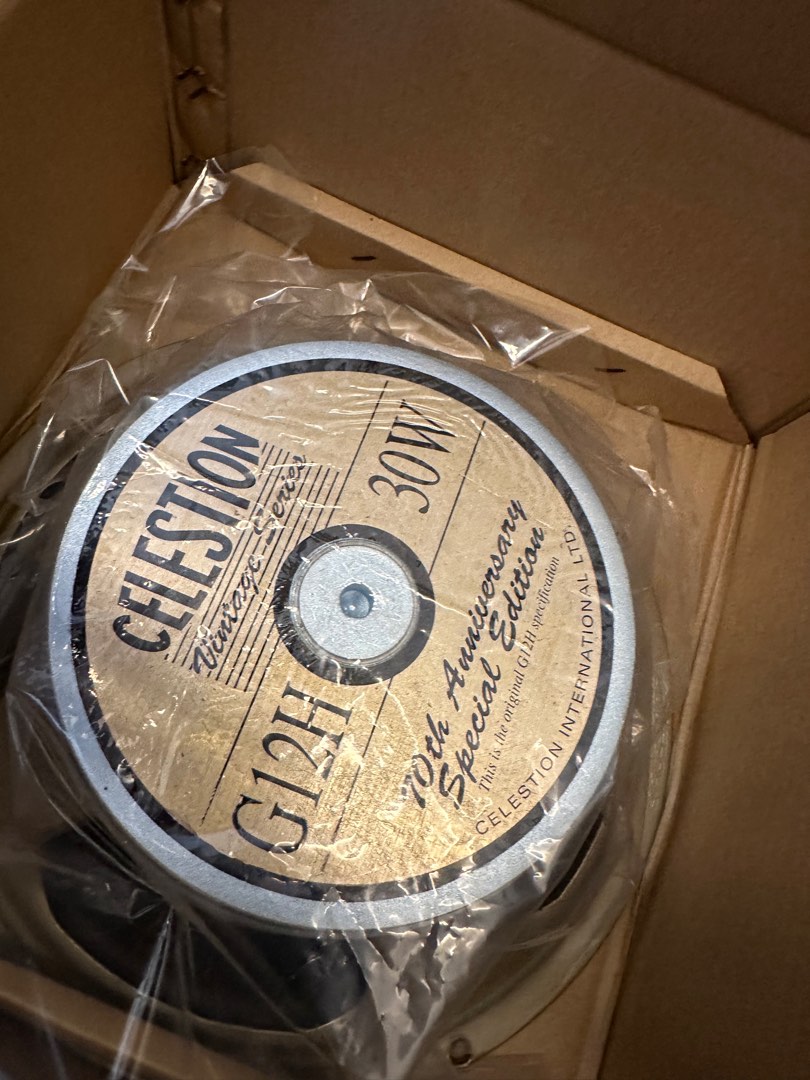 CELESTION
Vintage Series
G12H
30W
70th Anniversary
Special Edition
This is the original G12H specification
CELESTION INTERNATIONAL LTD.